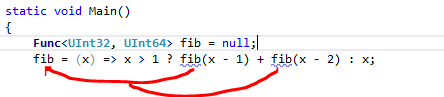 static void Main()
{
Func<UInt32, UInt64> fib = null;
fib = (x) => x > 1 ? fib(x - 1) + fib(x - 2) : x;